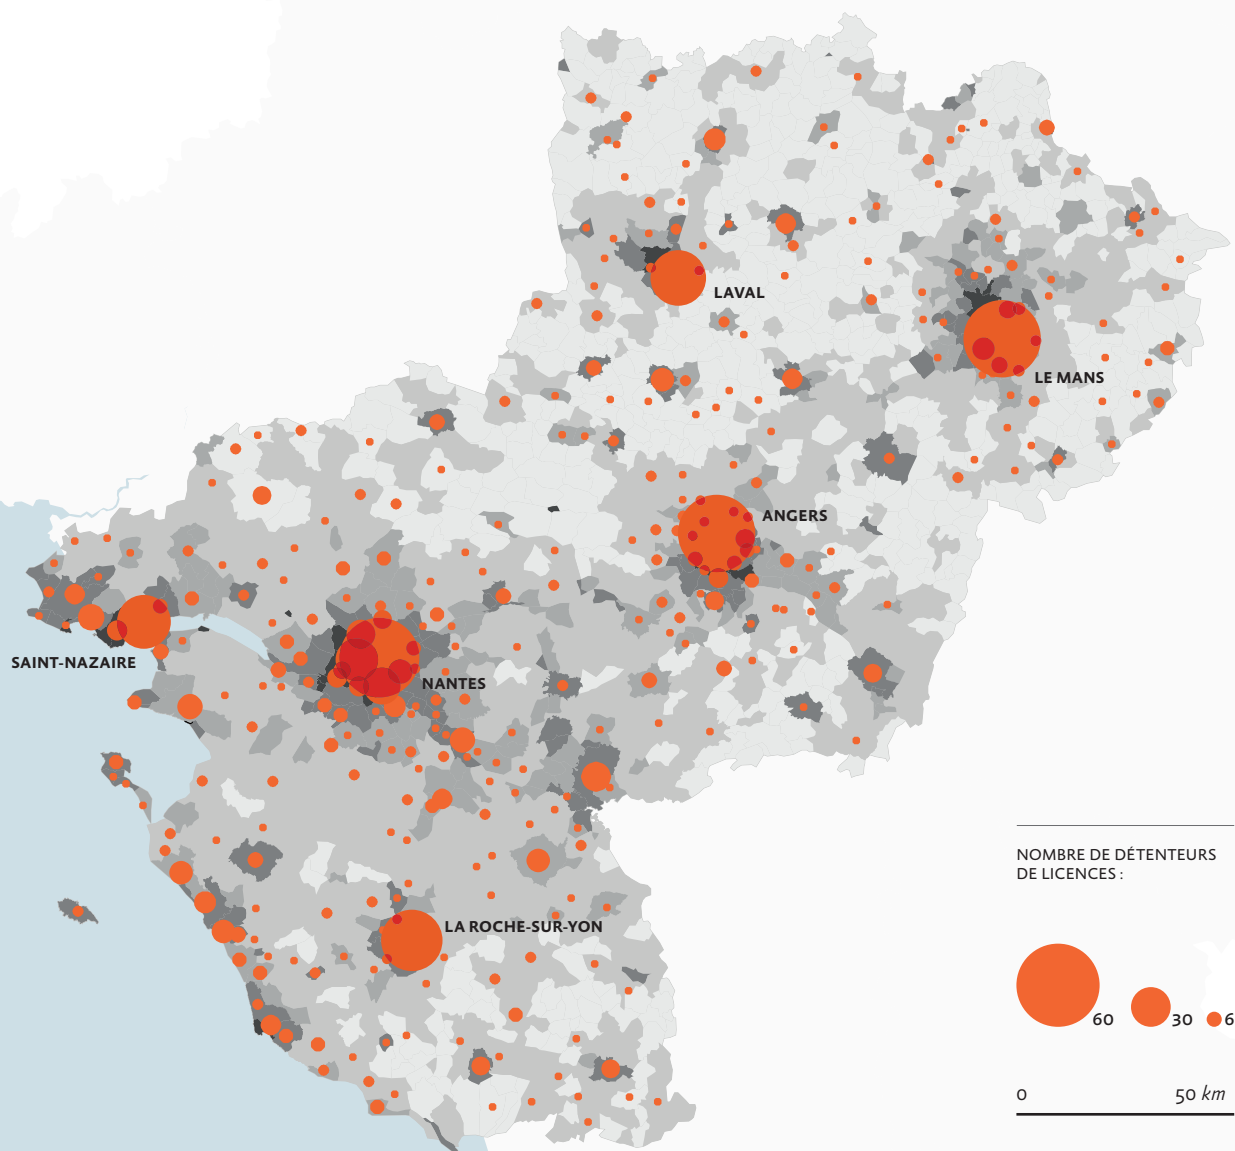 LAVAL
LE MANS
ANGERS
SAINT-NAZAIRE
NANTES
LA ROCHE-SUR-YON
NOMBRE DE DÉTENTEURS
DE LICENCES :
60 30 6
0 50 km